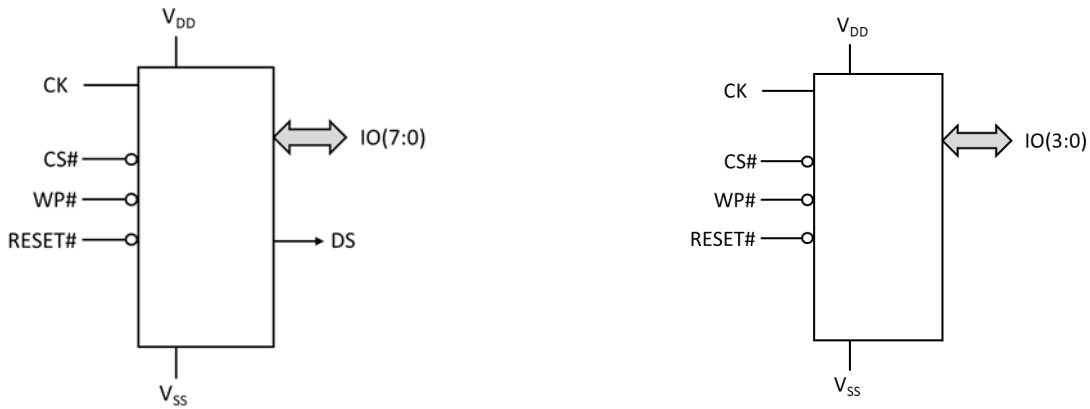 VDD
CK
IO(7:0)
CS#
WP#
RESET#
DS
VSS
VDD
CK
IO(3:0)
CS#
WP#
RESET#
VSS